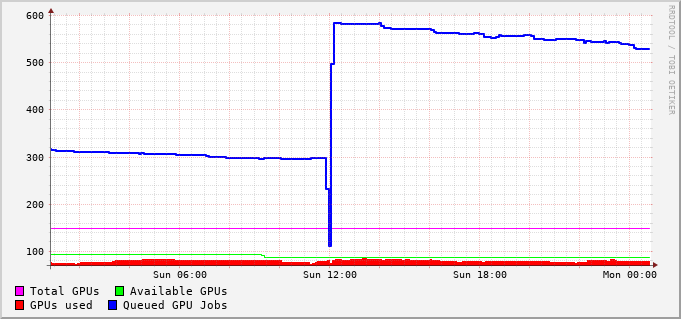 600
500
400
300
200
100
Sun 06:00 Sun 12:00 Sun 18:00 Mon 00:00
Total GPUs Available GPUs
GPUs used Queued GPU Jobs
RRDTOOL / TOBI OETIKER